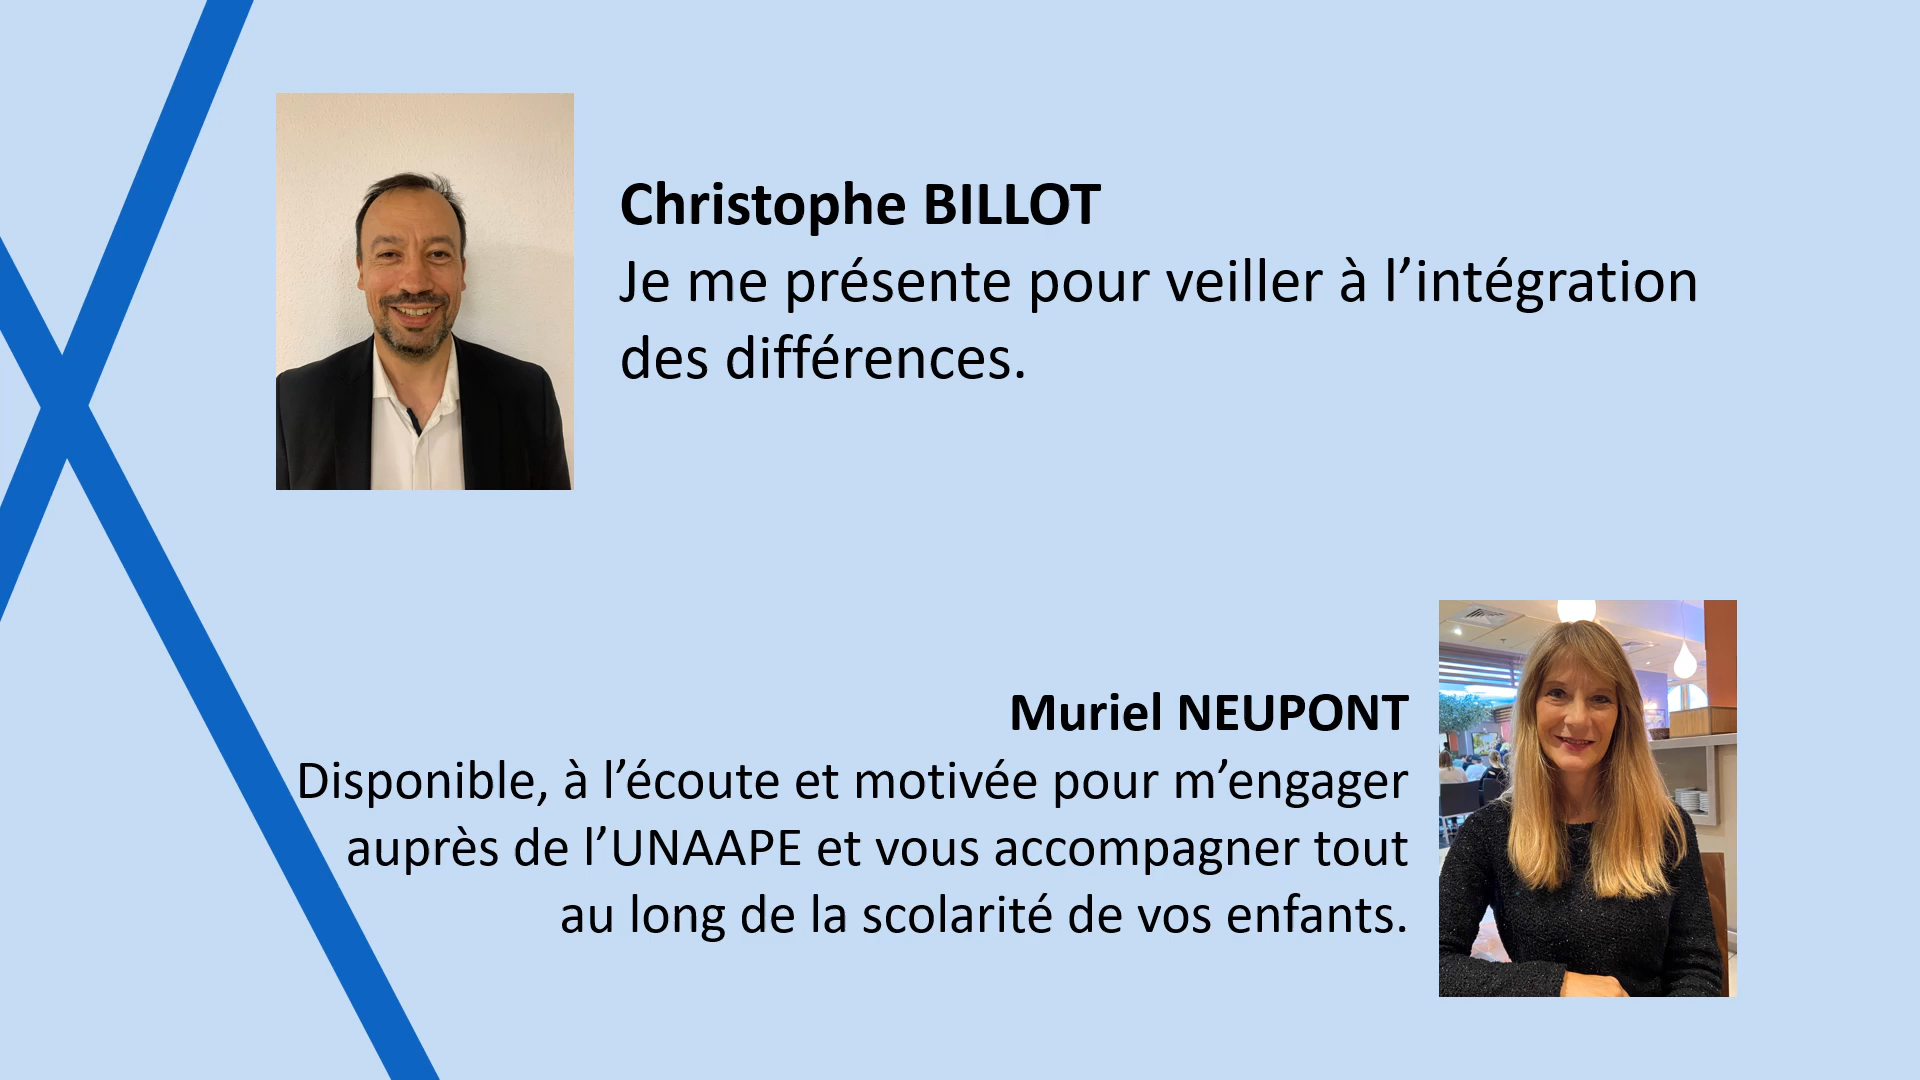 Christophe BILLOT
Je me présente pour veiller à l’intégration
des différences.
Muriel NEUPONT
Disponible, à l’écoute et motivée pour m’engager
auprès de l’UNAAPE et vous accompagner tout
au long de la scolarité de vos enfants.